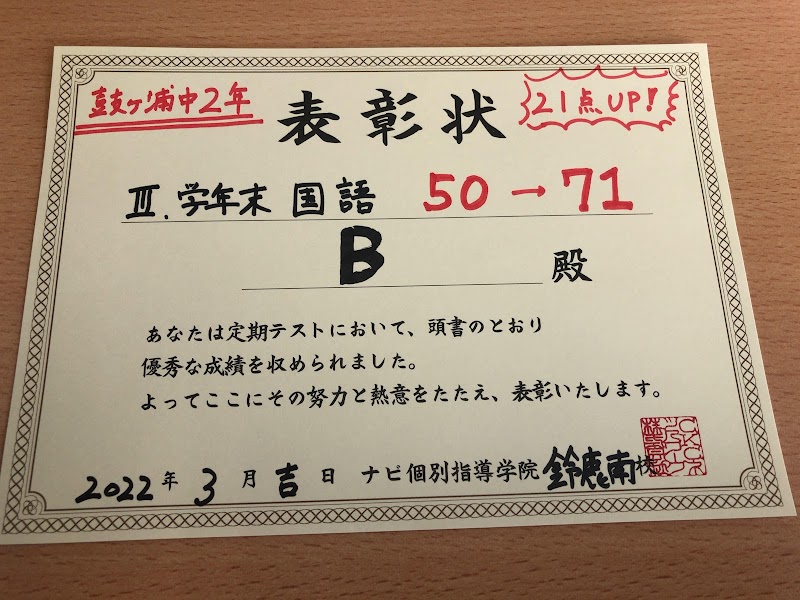 鼓ヶ浦中2年
表彰状
21点UP!
Ⅲ.学年末 国語 50→71
B 殿
あなたは定期テストにおいて、頭書のとおり
優秀な成績を収められました。
よってここにその努力と熱意をたたえ、表彰いたします。
2022年 3月 吉日 ナビ個別指導学院 鈴鹿南校